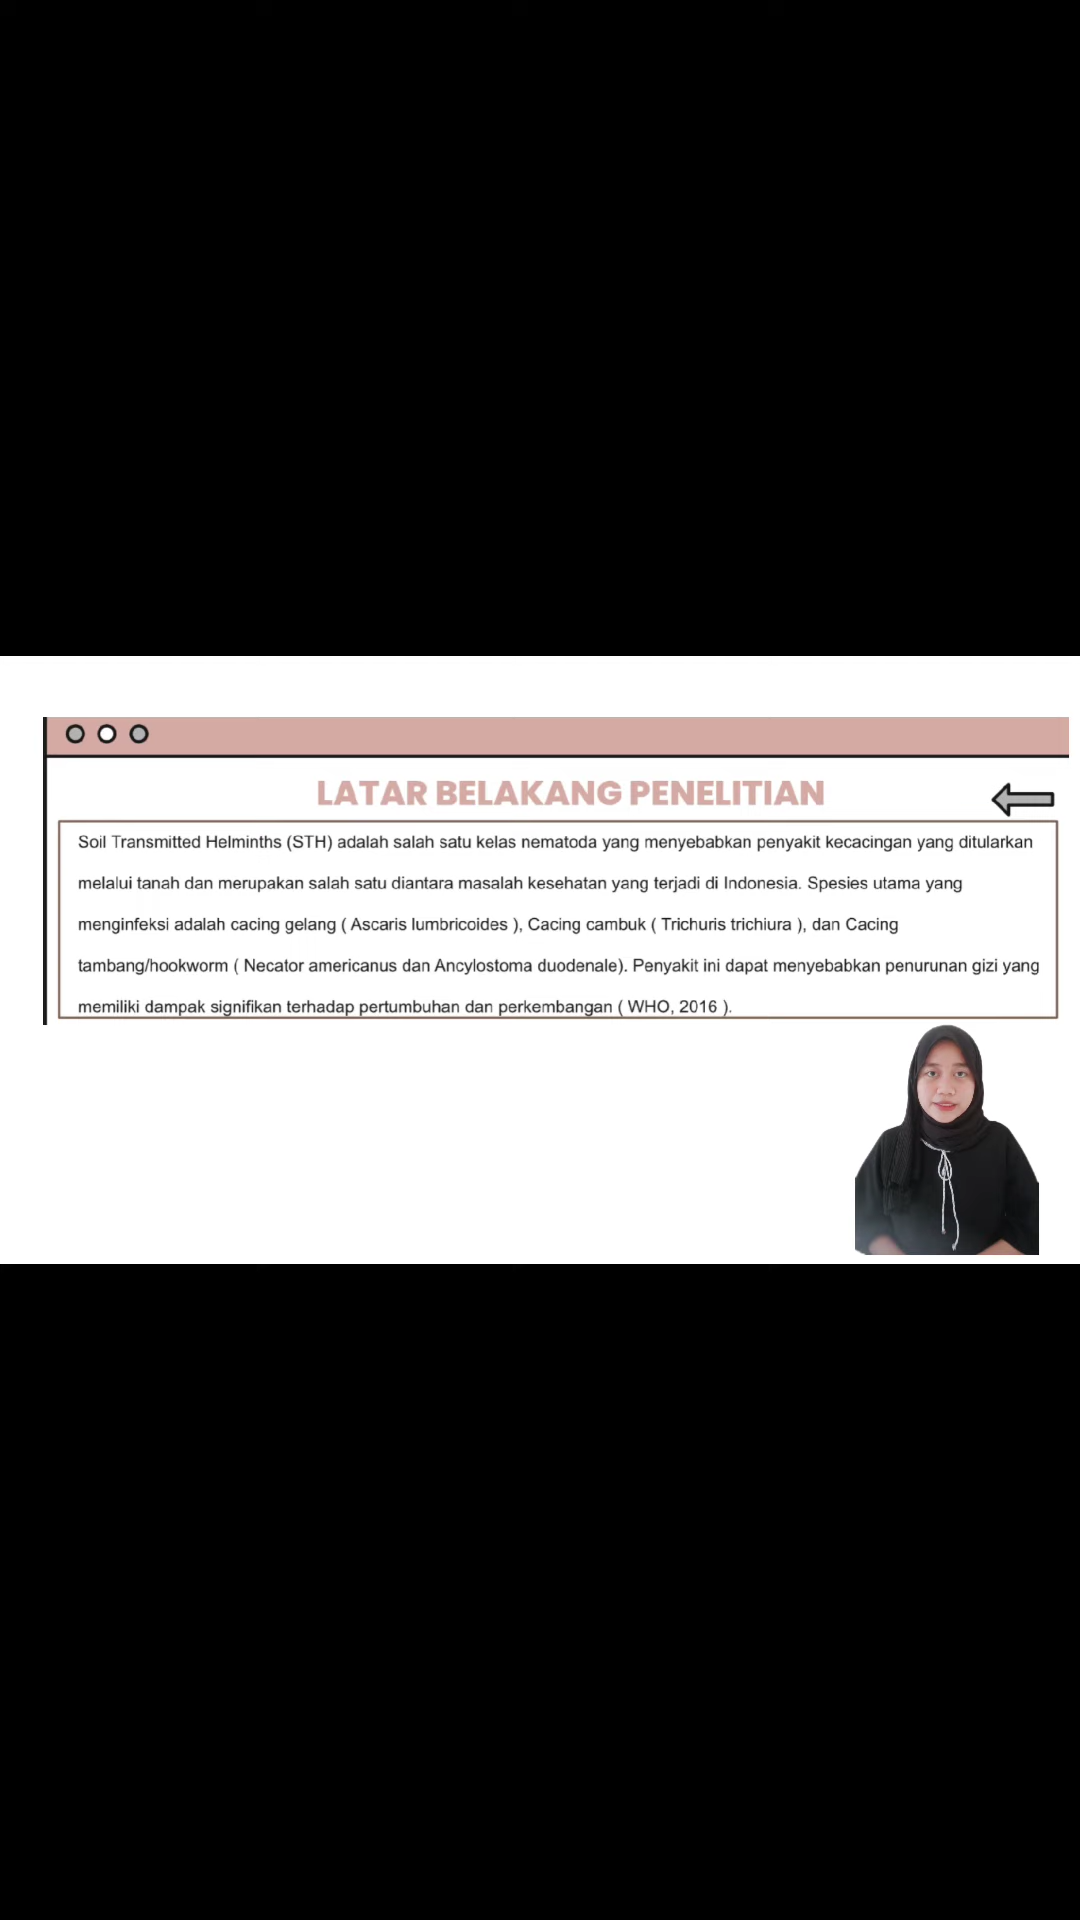 LATAR BELAKANG PENELITIAN
Soil Transmitted Helminths (STH) adalah salah satu kelas nematoda yang menyebabkan penyakit kecacingan yang ditularkan
melalui tanah dan merupakan salah satu diantara masalah kesehatan yang terjadi di Indonesia. Spesies utama yang
menginfeksi adalah cacing gelang ( Ascaris lumbricoides ), Cacing cambuk ( Trichuris trichiura ), dan Cacing
tambang/hookworm ( Necator americanus dan Ancylostoma duodenale). Penyakit ini dapat menyebabkan penurunan gizi yang
memiliki dampak signifikan terhadap pertumbuhan dan perkembangan ( WHO, 2016 ).